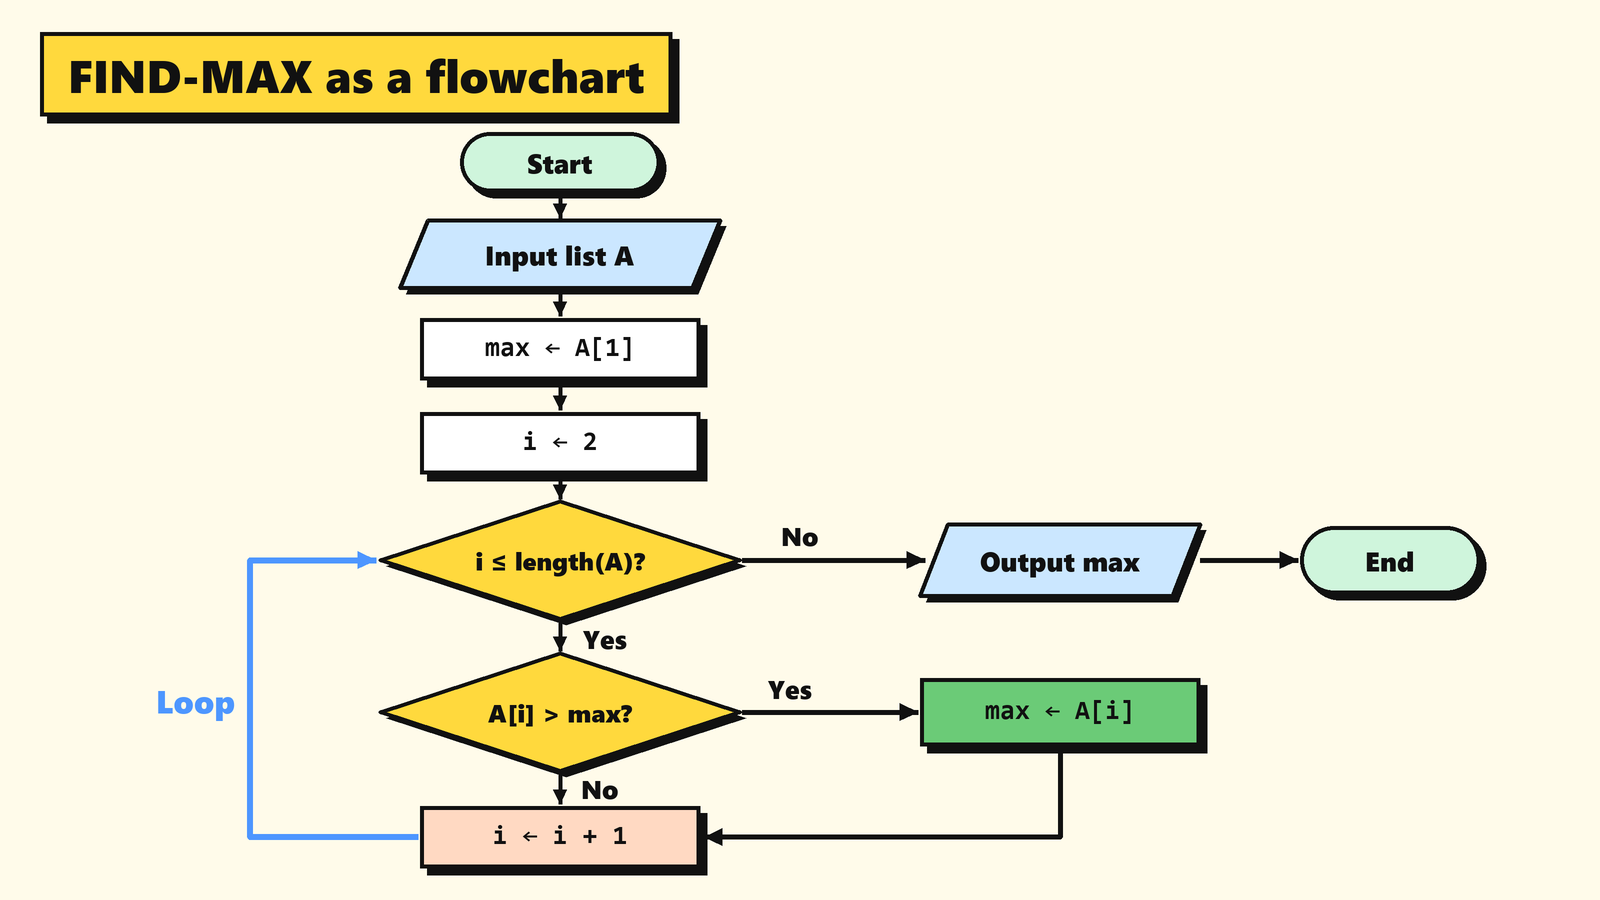 FIND-MAX as a flowchart
Start
Input list A
max ← A[1]
i ← 2
i ≤ length(A)?
No
Output max
End
Yes
A[i] > max?
Yes
max ← A[i]
Loop
No
i ← i + 1